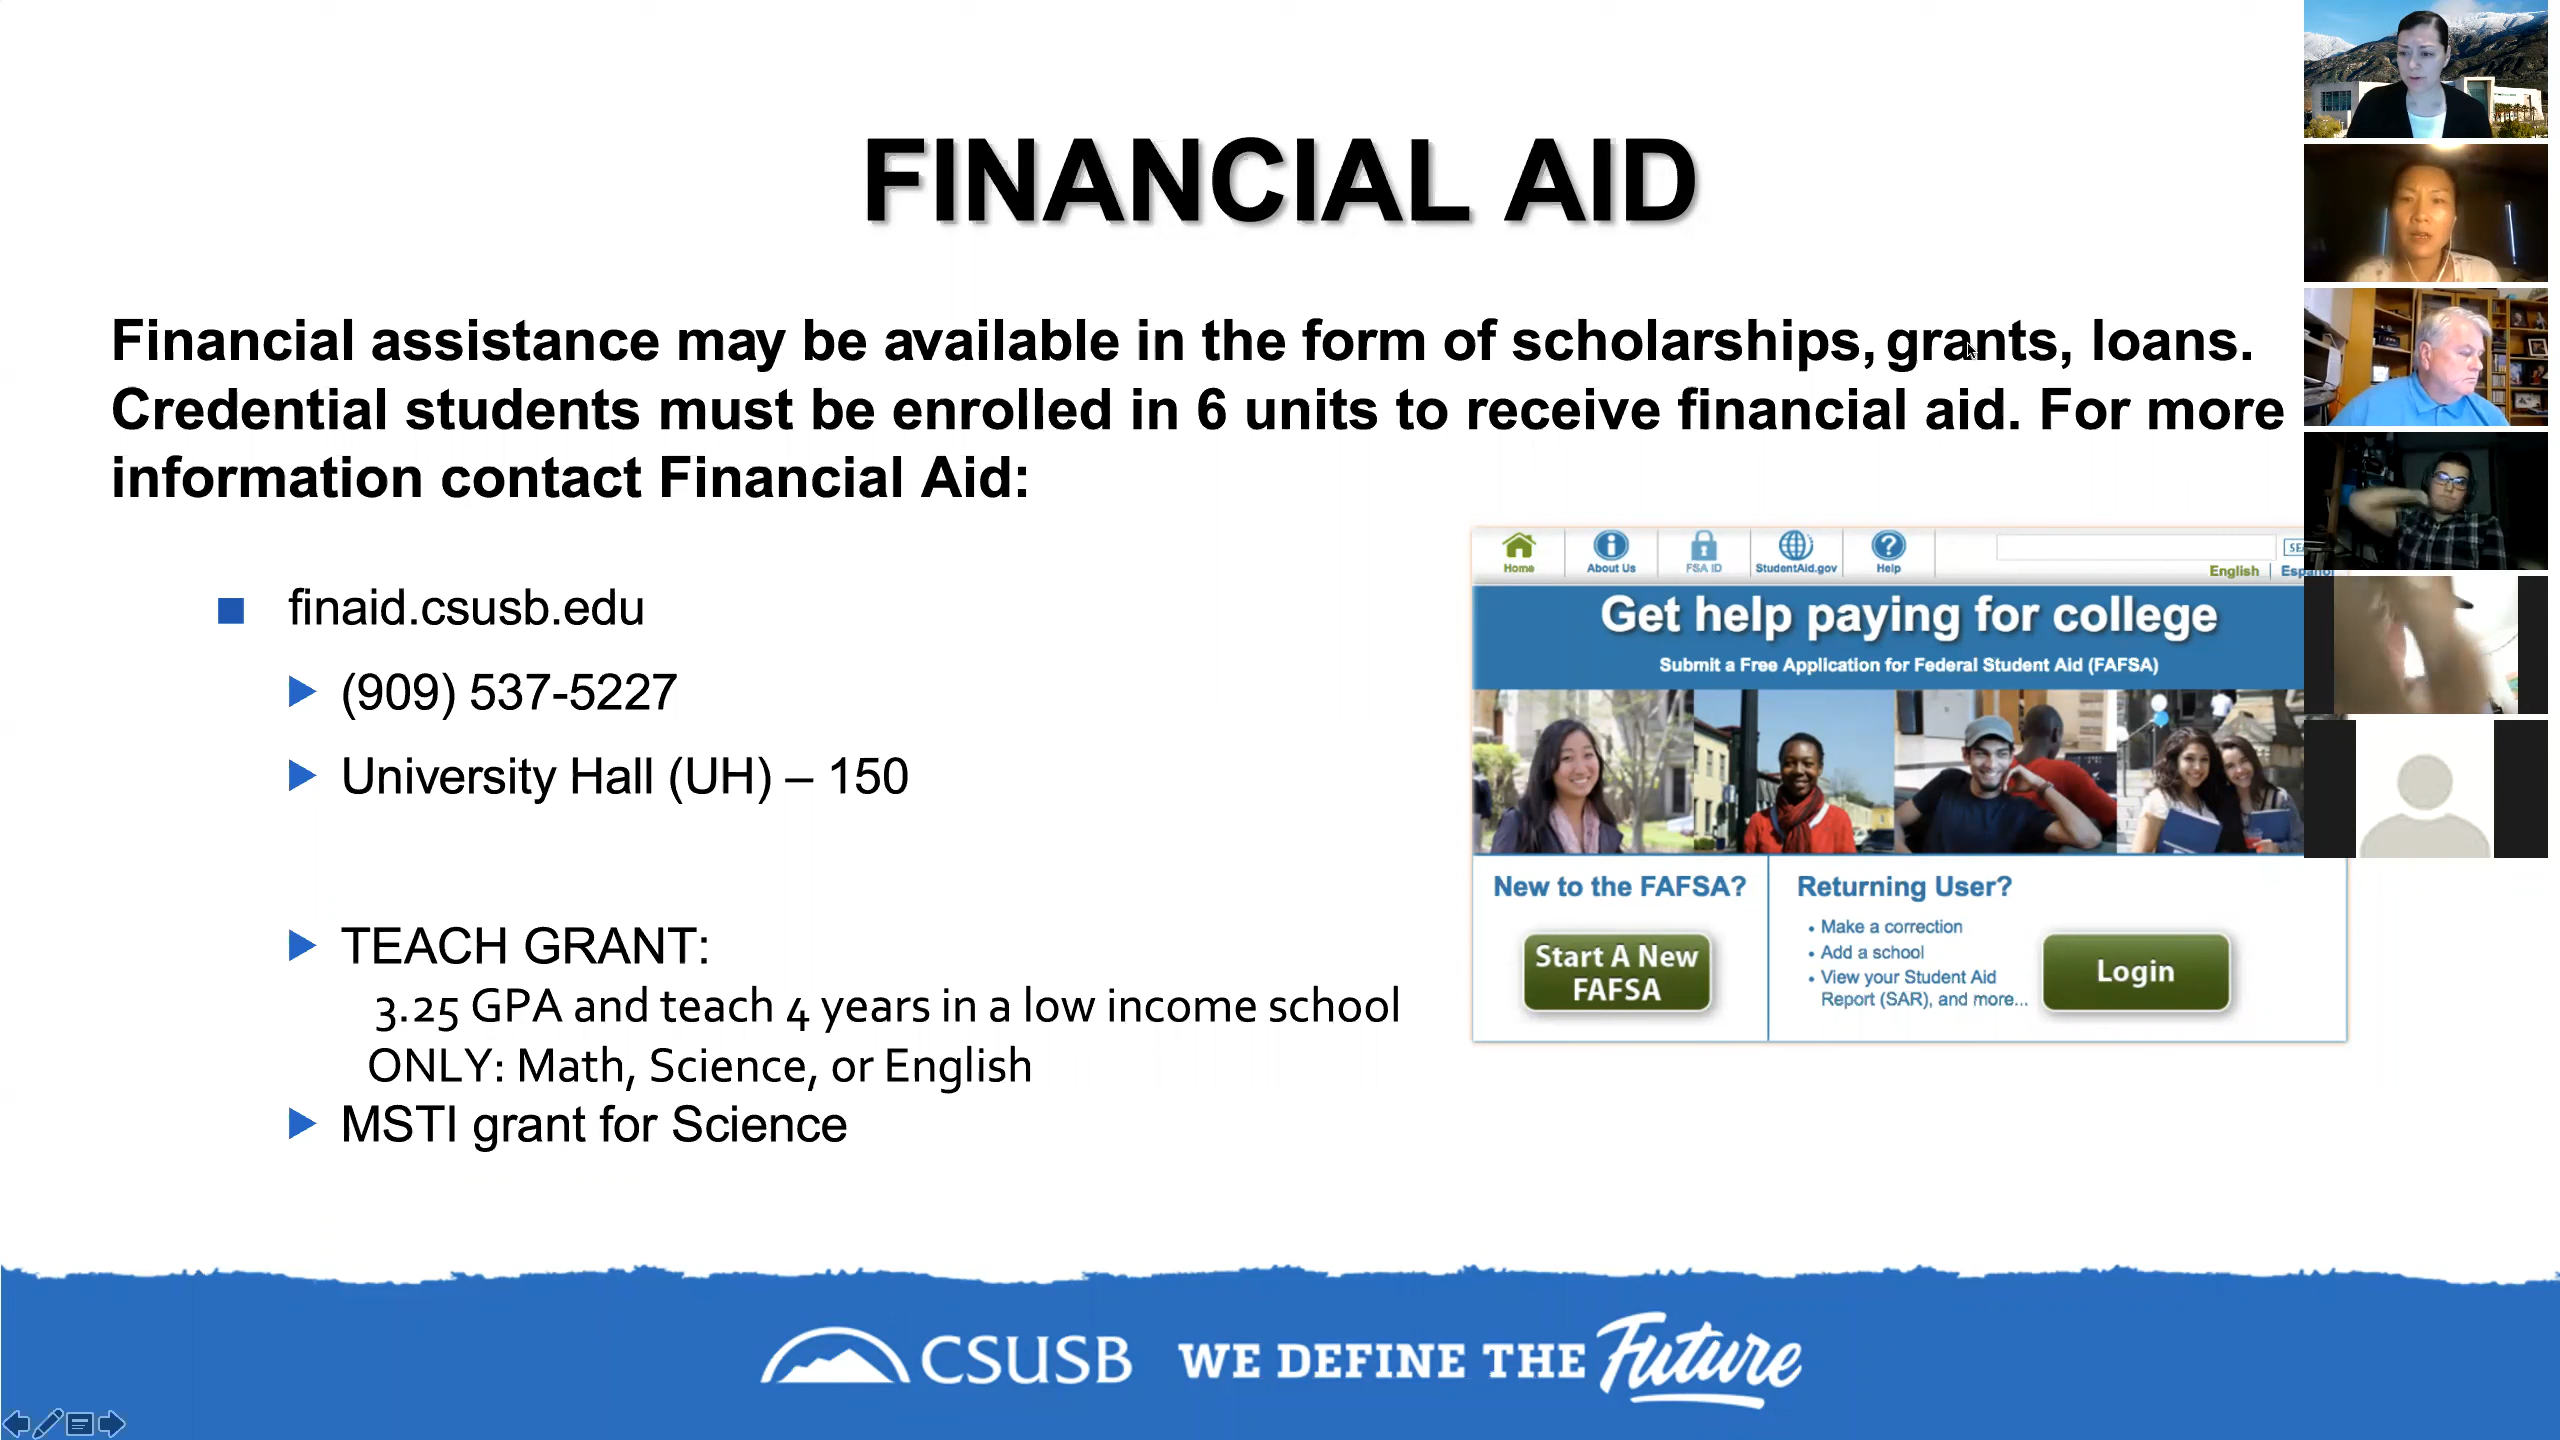 FINANCIAL AID
Financial assistance may be available in the form of scholarships, grants, loans.
Credential students must be enrolled in 6 units to receive financial aid. For more
information contact Financial Aid:
finaid.csusb.edu
(909) 537-5227
University Hall (UH) – 150
TEACH GRANT:
3.25 GPA and teach 4 years in a low income school
ONLY: Math, Science, or English
MSTI grant for Science
Home
About Us
FSA ID
StudentAid.gov
Help
English | Español
Get help paying for college
Submit a Free Application for Federal Student Aid (FAFSA)
New to the FAFSA?
Start A New
FAFSA
Returning User?
• Make a correction
• Add a school
• View your Student Aid
Report (SAR), and more...
Login
CSUSB WE DEFINE THE Future